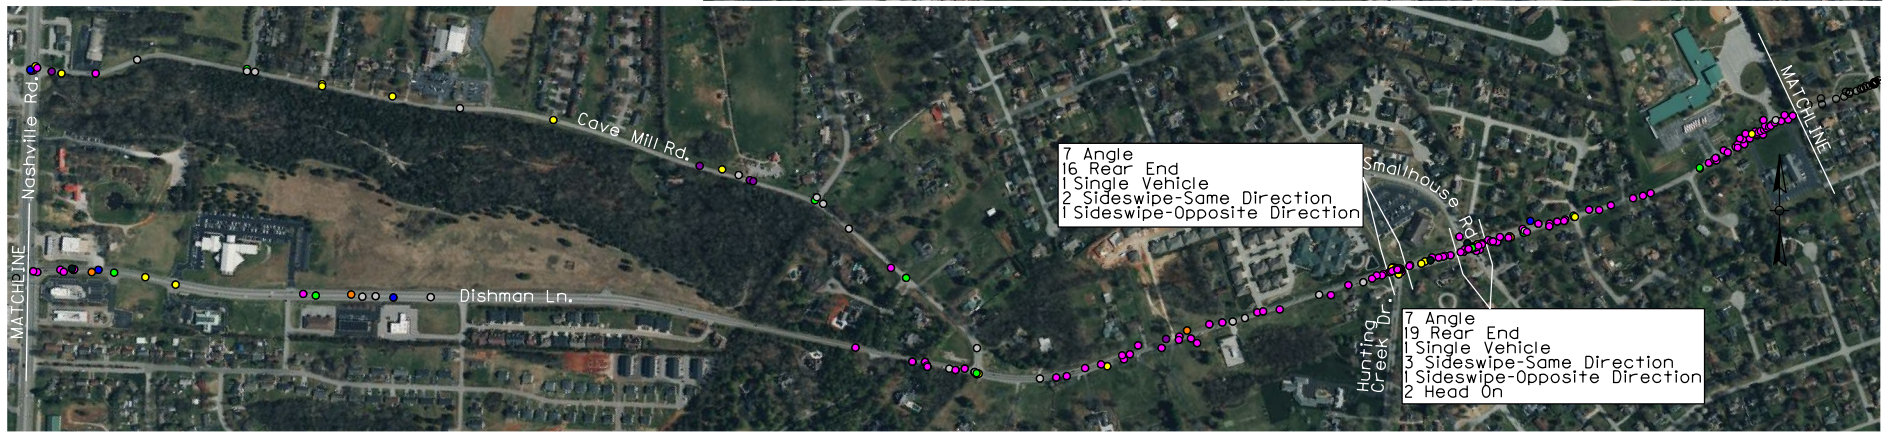 Nashville Rd.
Cave Mill Rd.
MATCHLINE
Dishman Ln.
7 Angle
16 Rear End
1 Single Vehicle
2 Sideswipe-Same Direction
1 Sideswipe-Opposite Direction
Smallhouse Rd.
MATCHLINE
Hunting
Creek Dr.
7 Angle
19 Rear End
1 Single Vehicle
3 Sideswipe-Same Direction
1 Sideswipe-Opposite Direction
2 Head On